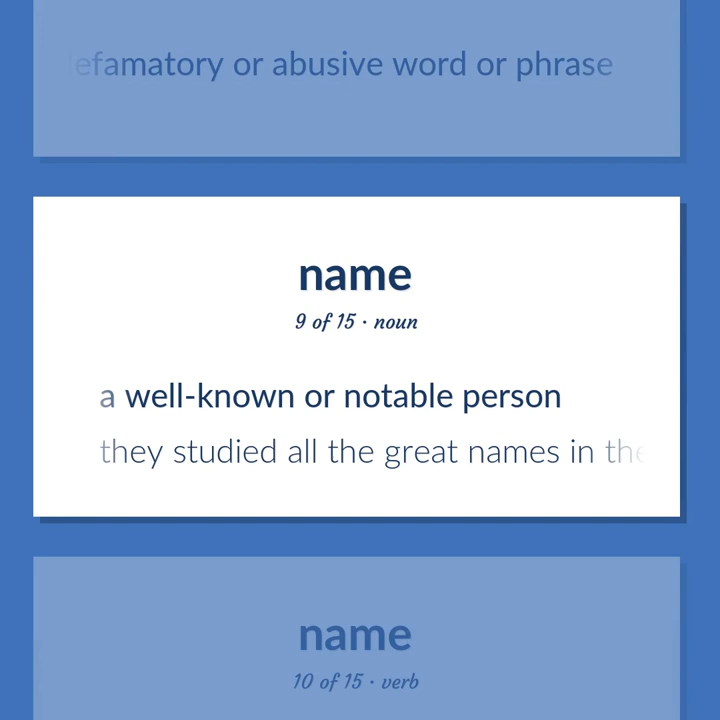 efamatory or abusive word or phrase
name
9 of 15 · noun
a well-known or notable person
they studied all the great names in the
name
10 of 15 · verb